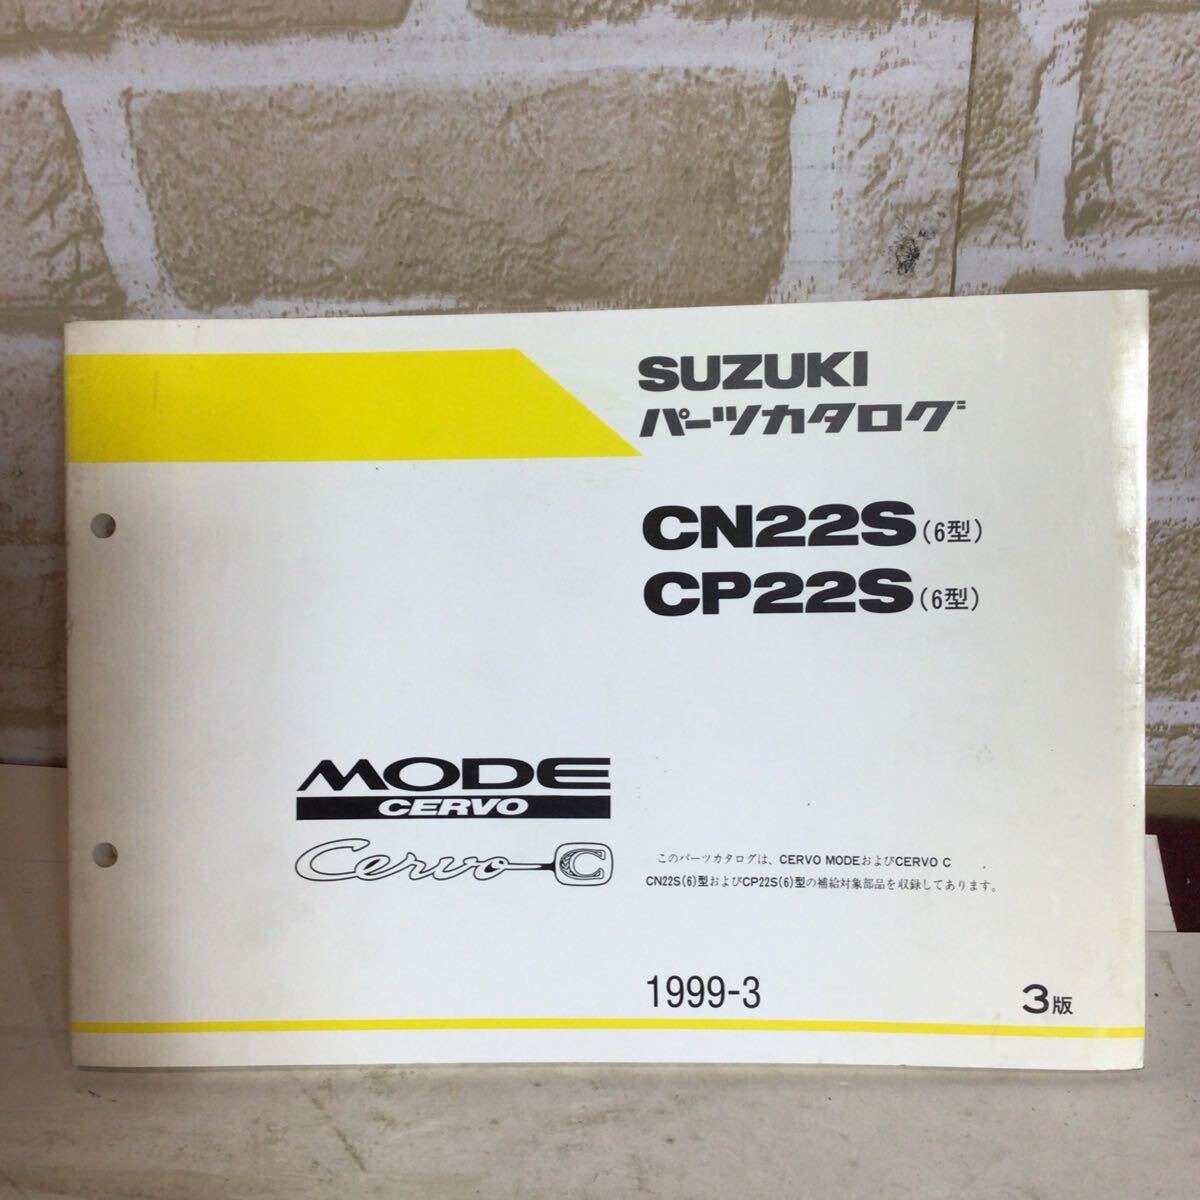 SUZUKI
パーツカタログ
CN22S(6型)
CP22S(6型)
MODE
CERVO
Cervo C
このパーツカタログは、CERVO MODEおよびCERVO C
CN22S(6)型およびCP22S(6)型の補給対象部品を収録してあります。
1999-3
3版